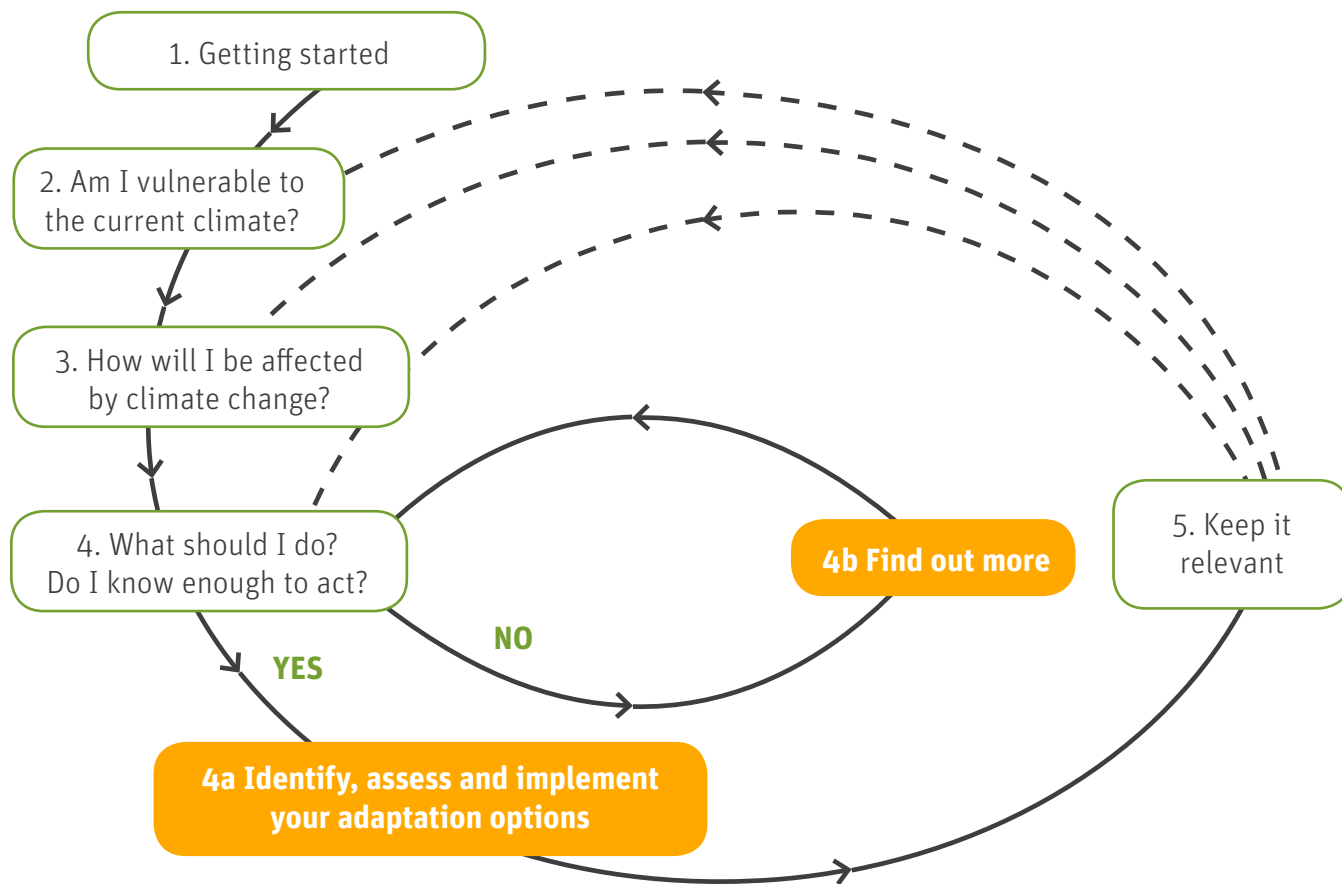 1. Getting started
2. Am I vulnerable to
the current climate?
3. How will I be affected
by climate change?
4. What should I do?
Do I know enough to act?
4b Find out more
5. Keep it
relevant
NO
YES
4a Identify, assess and implement
your adaptation options